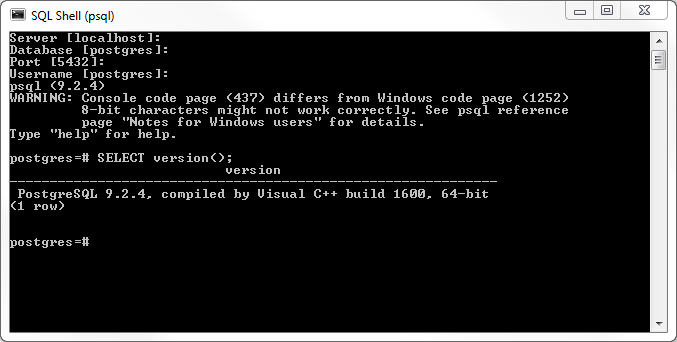 SQL Shell (psql)
Server [localhost]:
Database [postgres]:
Port [5432]:
Username [postgres]:
psql (9.2.4)
WARNING: Console code page (437) differs from Windows code page (1252)
         8-bit characters might not work correctly. See psql reference
         page "Notes for Windows users" for details.
Type "help" for help.
postgres=# SELECT version();
                           version
-------------------------------------------------------------
 PostgreSQL 9.2.4, compiled by Visual C++ build 1600, 64-bit
(1 row)
postgres=#